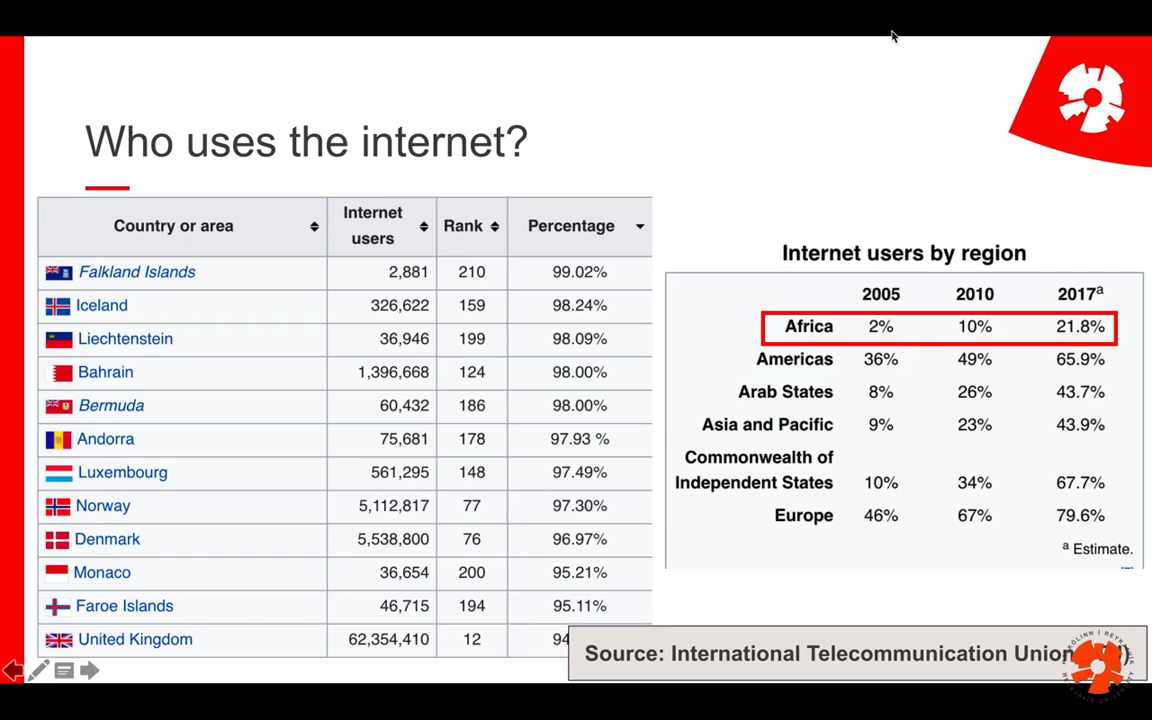 Who uses the internet?
Country or area Internet users Rank Percentage
Falkland Islands 2,881 210 99.02%
Iceland 326,622 159 98.24%
Liechtenstein 36,946 199 98.09%
Bahrain 1,396,668 124 98.00%
Bermuda 60,432 186 98.00%
Andorra 75,681 178 97.93 %
Luxembourg 561,295 148 97.49%
Norway 5,112,817 77 97.30%
Denmark 5,538,800 76 96.97%
Monaco 36,654 200 95.21%
Faroe Islands 46,715 194 95.11%
United Kingdom 62,354,410 12
Internet users by region
2005 2010 2017a
Africa 2% 10% 21.8%
Americas 36% 49% 65.9%
Arab States 8% 26% 43.7%
Asia and Pacific 9% 23% 43.9%
Commonwealth of
Independent States 10% 34% 67.7%
Europe 46% 67% 79.6%
a Estimate.
Source: International Telecommunication Union